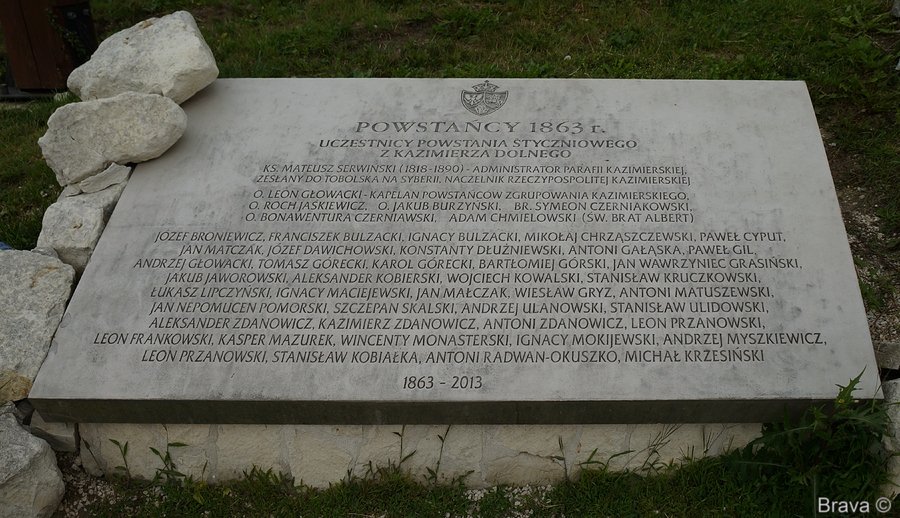 POWSTAŃCY 1863 r.
UCZESTNICY POWSTANIA STYCZNIOWEGO
Z KAZIMIERZA DOLNEGO
KS. MATEUSZ SERWIŃSKI (1818-1890) - ADMINISTRATOR PARAFII KAZIMIERSKIEJ,
ZESŁANY DO TOBOLSKA NA SYBERII, NACZELNIK RZECZYPOSPOLEJ KAZIMIERSKIEJ
O. LEON GŁOWACKI - KAPELAN POWSTAŃCÓW ZGRUPOWANIA KAZIMIERSKIEGO,
O. ROCH JAŚKIEWICZ, O. JAKUB BURZYŃSKI, BR. SYMEON CZERNIAKOWSKI,
O. BONAWENTURA CZERNIAWSKI, ADAM CHMIELOWSKI (ŚW. BRAT ALBERT)
JÓZEF BRONIEWICZ, FRANCISZEK BULZACKI, IGNACY BULZACKI, MIKOŁAJ CHRZĄSZCZEWSKI, PAWEŁ CYPUT,
JAN MATCZAK, JÓZEF DAWICHOWSKI, KONSTANTY DŁUŻNIEWSKI, ANTONI GAŁĄSKA, PAWEŁ GIL,
ANDRZEJ GŁOWACKI, TOMASZ GÓRECKI, KAROL GÓRECKI, BARTŁOMIEJ GÓRSKI, JAN WAWRZYNIEC GRASIŃSKI,
JAKUB JAWOROWSKI, ALEKSANDER KOBIERSKI, WOJCIECH KOWALSKI, STANISŁAW KRUCZKOWSKI,
ŁUKASZ LIPCZYŃSKI, IGNACY MACIEJEWSKI, JAN MAŁCZAK, WIESŁAW GRYZ, ANTONI MATUSZEWSKI,
JAN NEPOMUCEN POMORSKI, SZCZEPAN SKALSKI, ANDRZEJ ULANOWSKI, STANISŁAW ULIDOWSKI,
ALEKSANDER ZDANOWICZ, KAZIMIERZ ZDANOWICZ, ANTONI ZDANOWICZ, LEON PRZANOWSKI,
LEON FRANKOWSKI, KASPER MAZUREK, WINCENTY MONASTERSKI, IGNACY MOKIJEWSKI, ANDRZEJ MYSZKIEWICZ,
LEON PRZANOWSKI, STANISŁAW KOBIAŁKA, ANTONI RADWAN-OKUSZKO, MICHAŁ KRZESIŃSKI
1863 - 2013
Brava ©